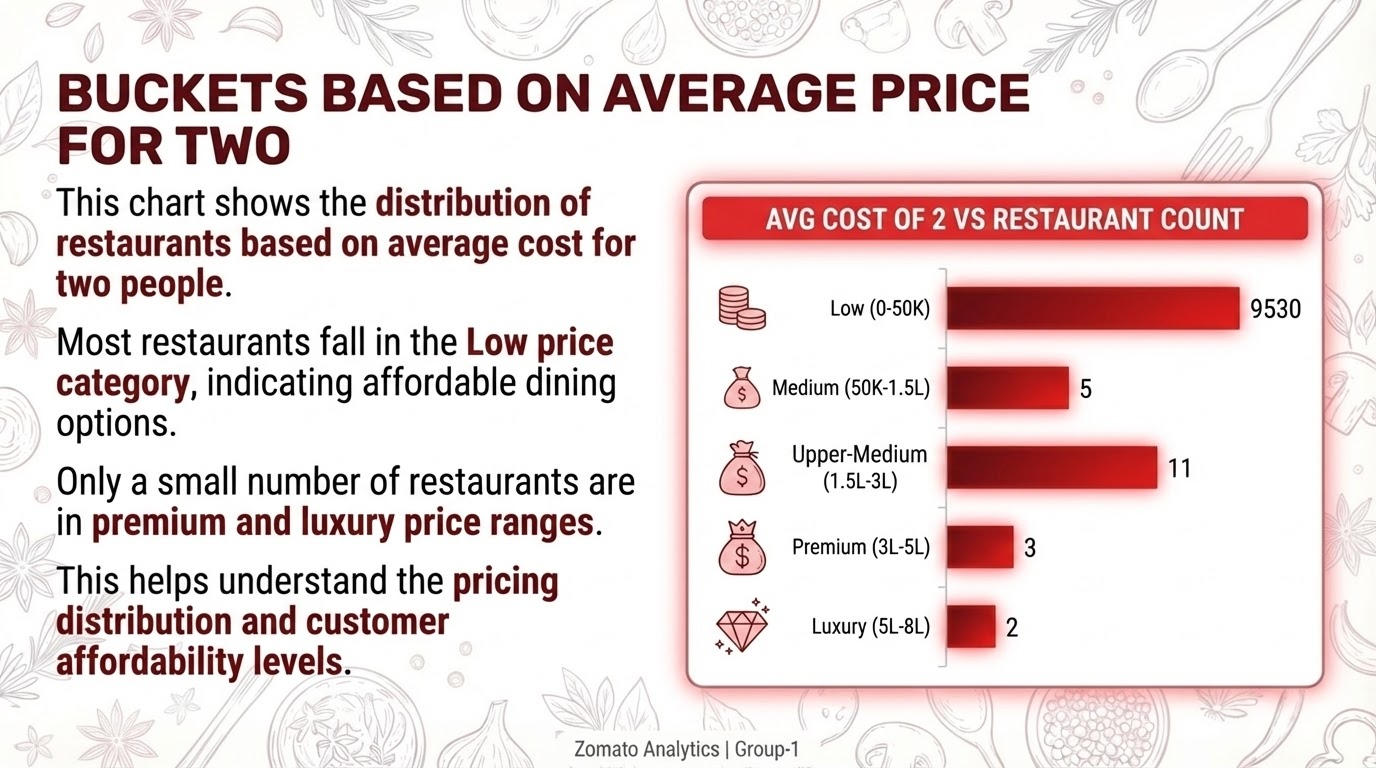 BUCKETS BASED ON AVERAGE PRICE
FOR TWO
This chart shows the distribution of
restaurants based on average cost for
two people.
Most restaurants fall in the Low price
category, indicating affordable dining
options.
Only a small number of restaurants are
in premium and luxury price ranges.
This helps understand the pricing
distribution and customer
affordability levels.
AVG COST OF 2 VS RESTAURANT COUNT
Low (0-50K) 9530
$ Medium (50K-1.5L) 5
Upper-Medium
$ (1.5L-3L) 11
$ Premium (3L-5L) 3
Luxury (5L-8L) 2
Zomato Analytics | Group-1